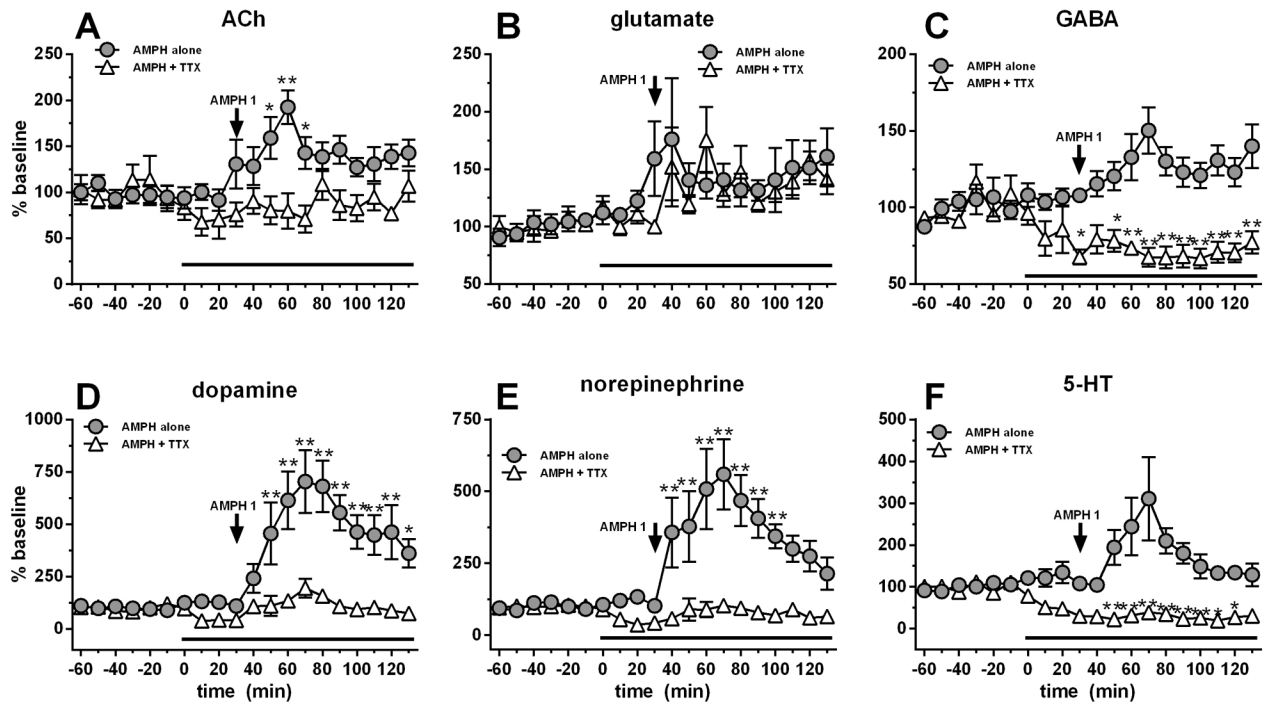 A
ACh
250
200
150
100
50
0
% baseline
AMPH alone
AMPH + TTX
AMPH 1
*
**
*
-60 -20 0 20 40 60 80 100 120
B
glutamate
250
200
150
100
50
AMPH alone
AMPH + TTX
AMPH 1
-60 -20 0 20 40 60 80 100 120
C
GABA
200
150
100
50
AMPH alone
AMPH + TTX
AMPH 1
* * ** ** ** ** ** ** ** **
-60 -20 0 20 40 60 80 100 120
D
dopamine
1000
750
500
250
0
% baseline
AMPH alone
AMPH + TTX
AMPH 1
** ** ** ** ** ** ** ** *
-60 -20 0 20 40 60 80 100 120
time (min)
E
norepinephrine
750
500
250
0
AMPH alone
AMPH + TTX
AMPH 1
** ** ** ** ** ** **
-60 -20 0 20 40 60 80 100 120
time (min)
F
5-HT
500
400
300
200
100
0
AMPH alone
AMPH + TTX
AMPH 1
-60 -20 0 20 40 60 80 100 120
time (min)